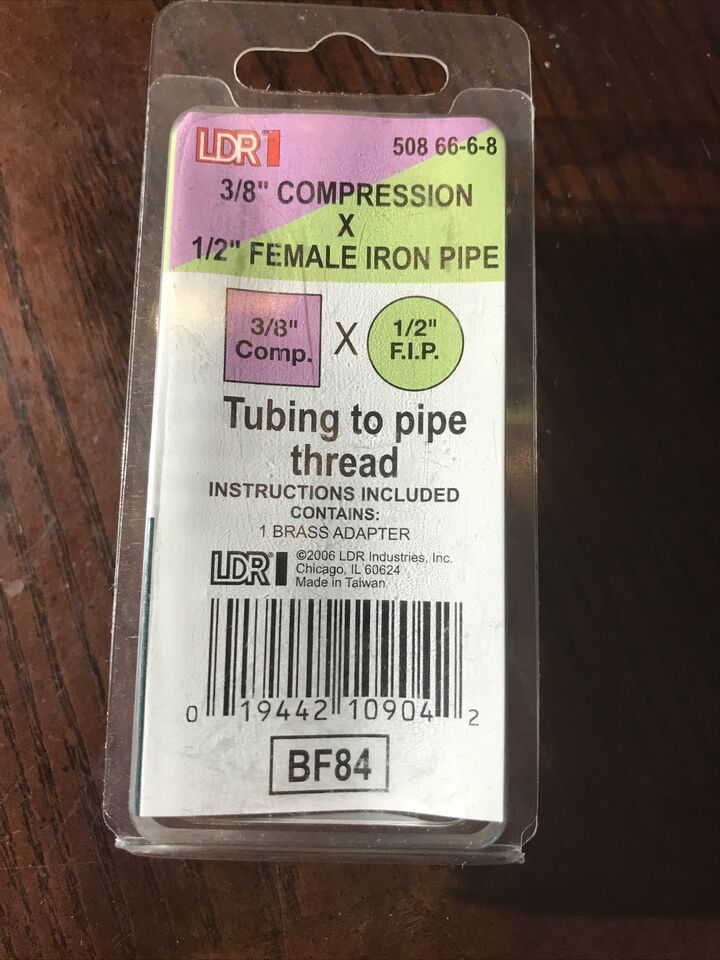 LDR® 508 66-6-8
3/8" COMPRESSION
X
1/2" FEMALE IRON PIPE
3/8" X 1/2"
Comp. F.I.P.
Tubing to pipe
thread
INSTRUCTIONS INCLUDED
CONTAINS:
1 BRASS ADAPTER
LDR® ©2006 LDR Industries, Inc.
Chicago, IL 60624
Made in Taiwan
0 19442 10904 2
BF84